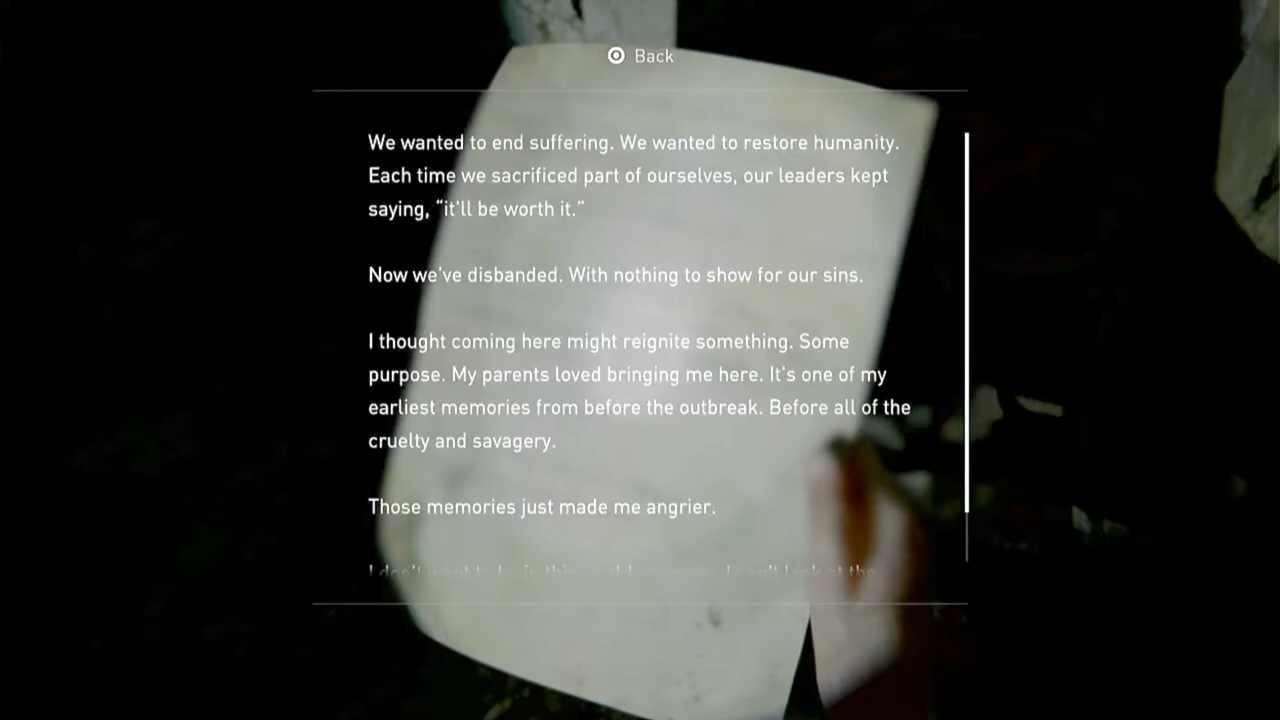 Back
We wanted to end suffering. We wanted to restore humanity.
Each time we sacrificed part of ourselves, our leaders kept
saying, “it'll be worth it.”
Now we've disbanded. With nothing to show for our sins.
I thought coming here might reignite something. Some
purpose. My parents loved bringing me here. It's one of my
earliest memories from before the outbreak. Before all of the
cruelty and savagery.
Those memories just made me angrier.
I don't want to